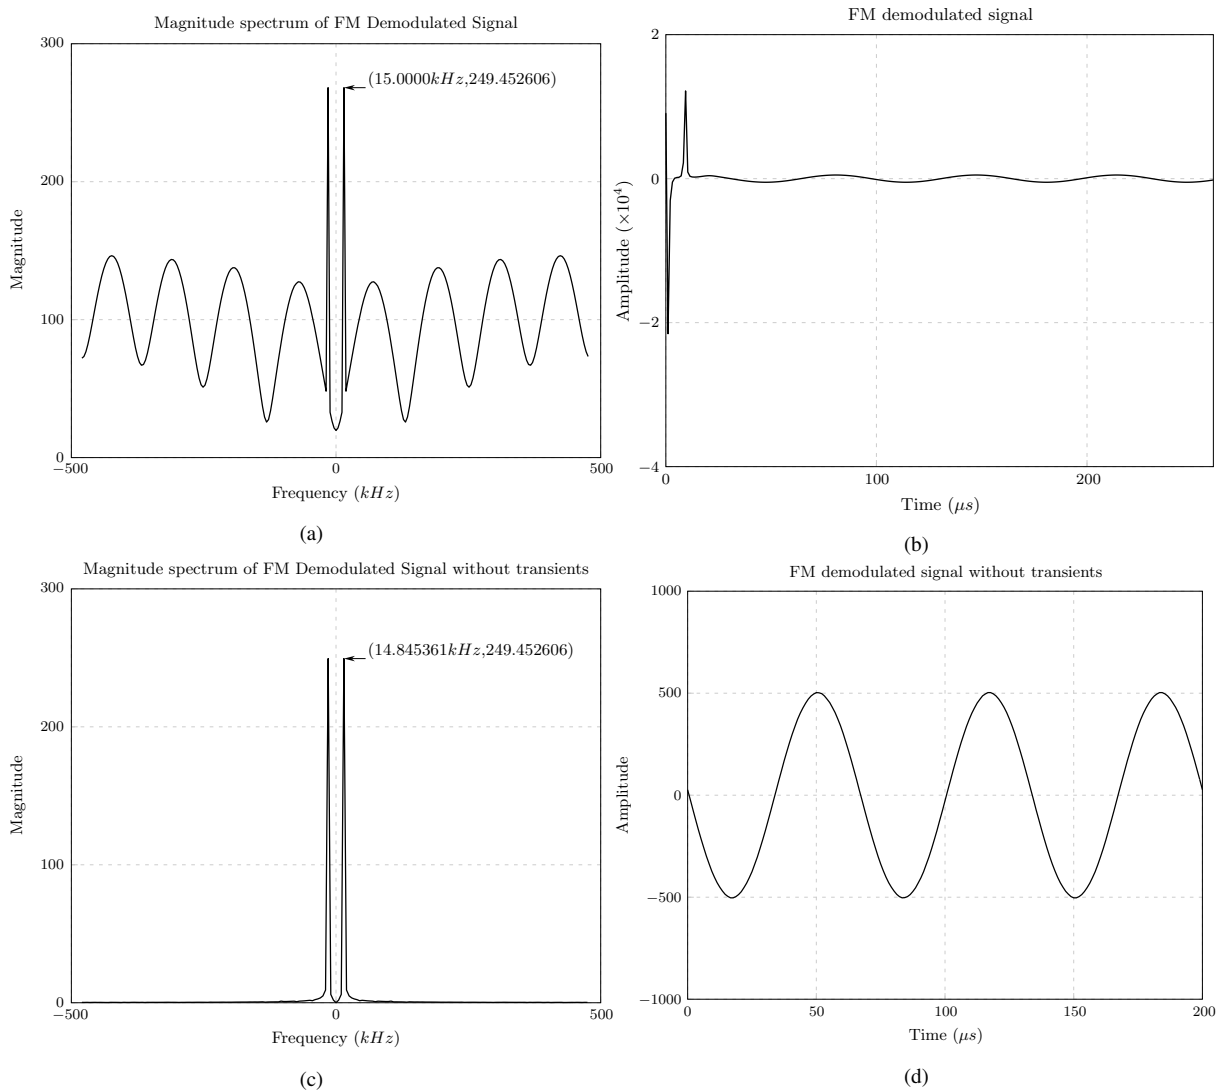 Magnitude spectrum of FM Demodulated Signal
300
(15.0000kHz,249.452606)
200
Magnitude
100
0
−500
0
500
Frequency (kHz)
(a)
FM demodulated signal
2
1
0
Amplitude (×10⁴)
−2
−4
0
100
200
Time (μs)
(b)
Magnitude spectrum of FM Demodulated Signal without transients
300
(14.845361kHz,249.452606)
200
Magnitude
100
0
−500
0
500
Frequency (kHz)
(c)
FM demodulated signal without transients
1000
500
0
Amplitude
−500
−1000
0
50
100
150
200
Time (μs)
(d)